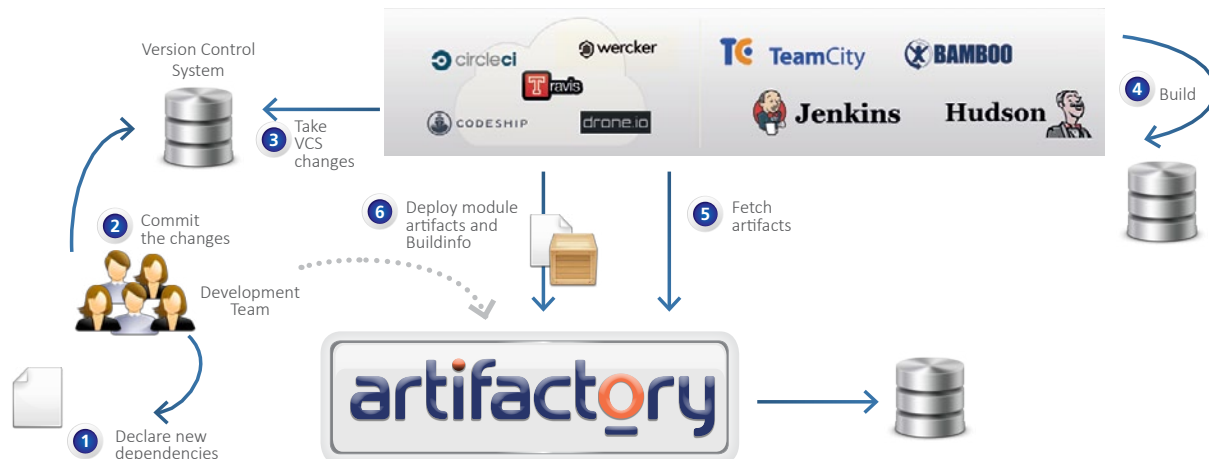 Version Control
System
circleci
wercker
Travis
CODESHIP
drone.io
TC TeamCity
BAMBOO
Jenkins
Hudson
4 Build
3 Take
VCS
changes
2 Commit
the changes
6 Deploy module
artifacts and
Buildinfo
5 Fetch
artifacts
Development
Team
artifactory
1 Declare new
dependencies